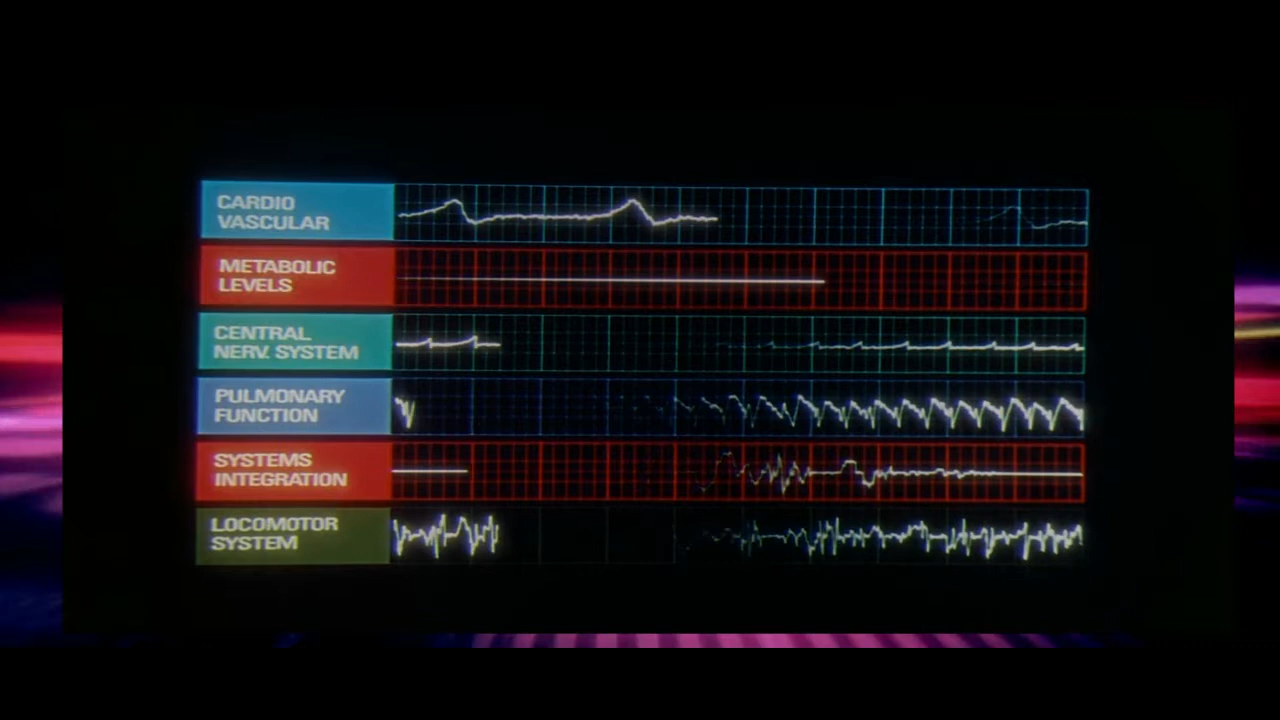 CARDIO
VASCULAR
METABOLIC
LEVELS
CENTRAL
NERV. SYSTEM
PULMONARY
FUNCTION
SYSTEMS
INTEGRATION
LOCOMOTOR
SYSTEM